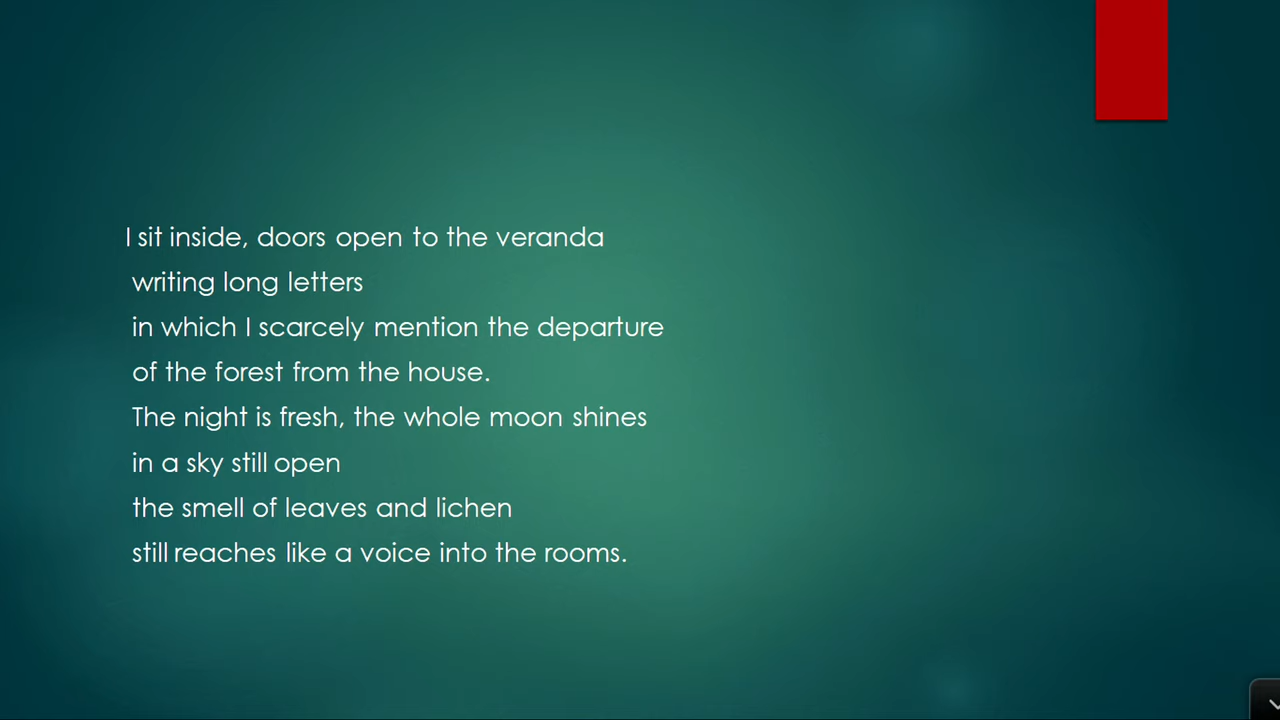 I sit inside, doors open to the veranda
writing long letters
in which I scarcely mention the departure
of the forest from the house.
The night is fresh, the whole moon shines
in a sky still open
the smell of leaves and lichen
still reaches like a voice into the rooms.